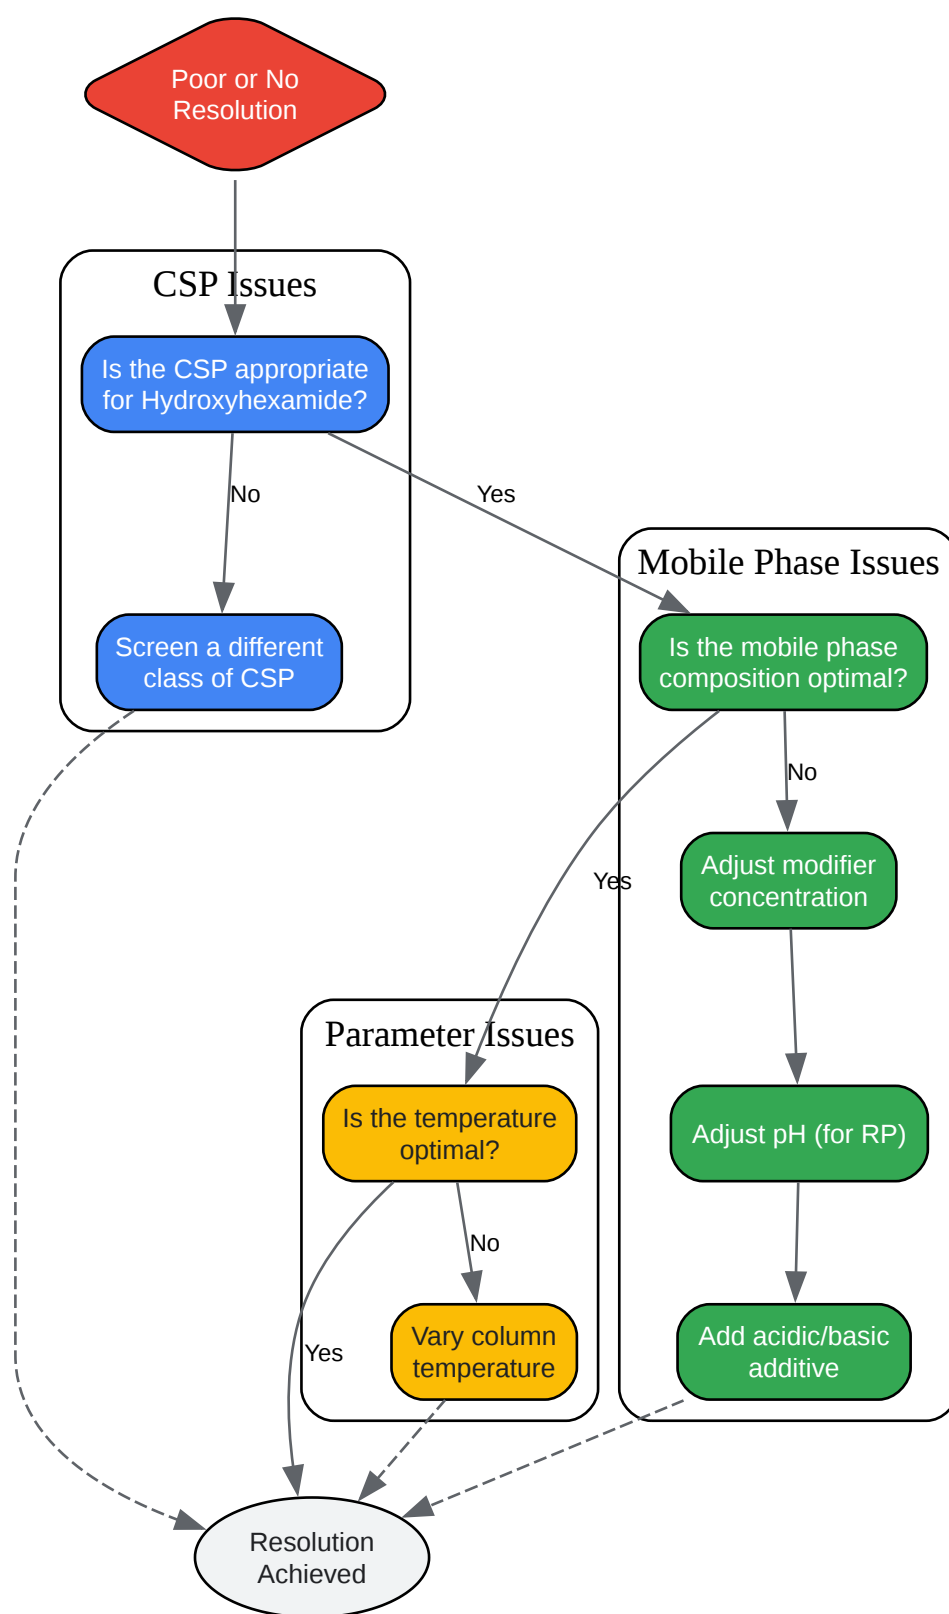 Poor or No
Resolution
CSP Issues
Is the CSP appropriate
for Hydroxyhexamide?
No
Yes
Screen a different
class of CSP
Mobile Phase Issues
Is the mobile phase
composition optimal?
No
Yes
Adjust modifier
concentration
Parameter Issues
Is the temperature
optimal?
Adjust pH (for RP)
No
Yes
Vary column
temperature
Add acidic/basic
additive
Resolution
Achieved